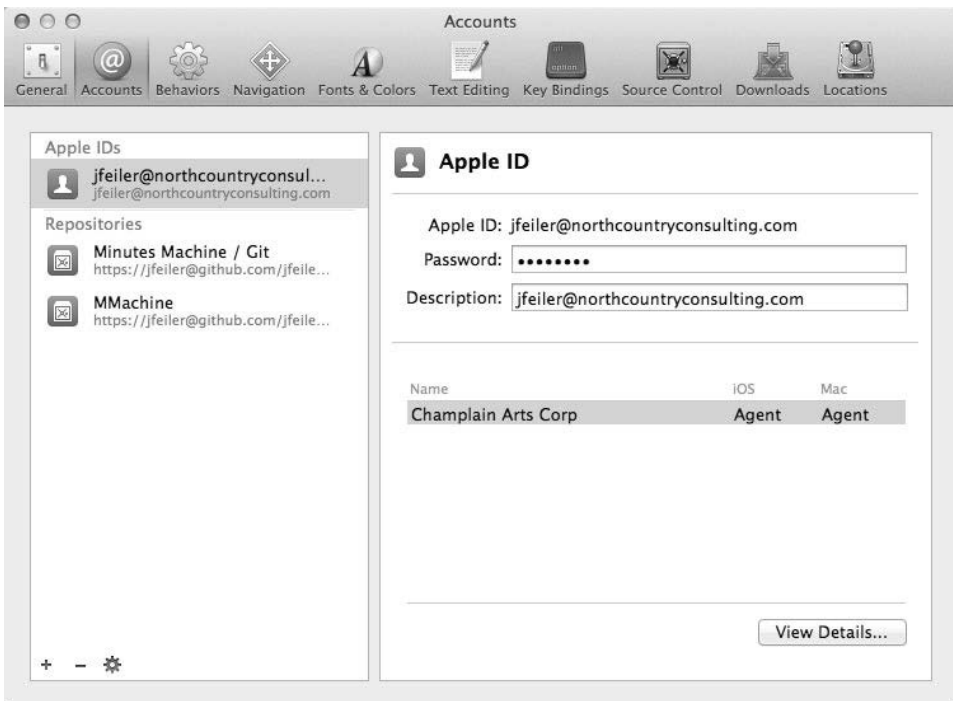 Accounts
General Accounts Behaviors Navigation Fonts & Colors Text Editing Key Bindings Source Control Downloads Locations
Apple IDs
jfeiler@northcountryconsul...
jfeiler@northcountryconsulting.com
Repositories
Minutes Machine / Git
https://jfeiler@github.com/jfeile...
MMachine
https://jfeiler@github.com/jfeile...
Apple ID
Apple ID: jfeiler@northcountryconsulting.com
Password: ••••••••
Description: jfeiler@northcountryconsulting.com
Name iOS Mac
Champlain Arts Corp Agent Agent
View Details...